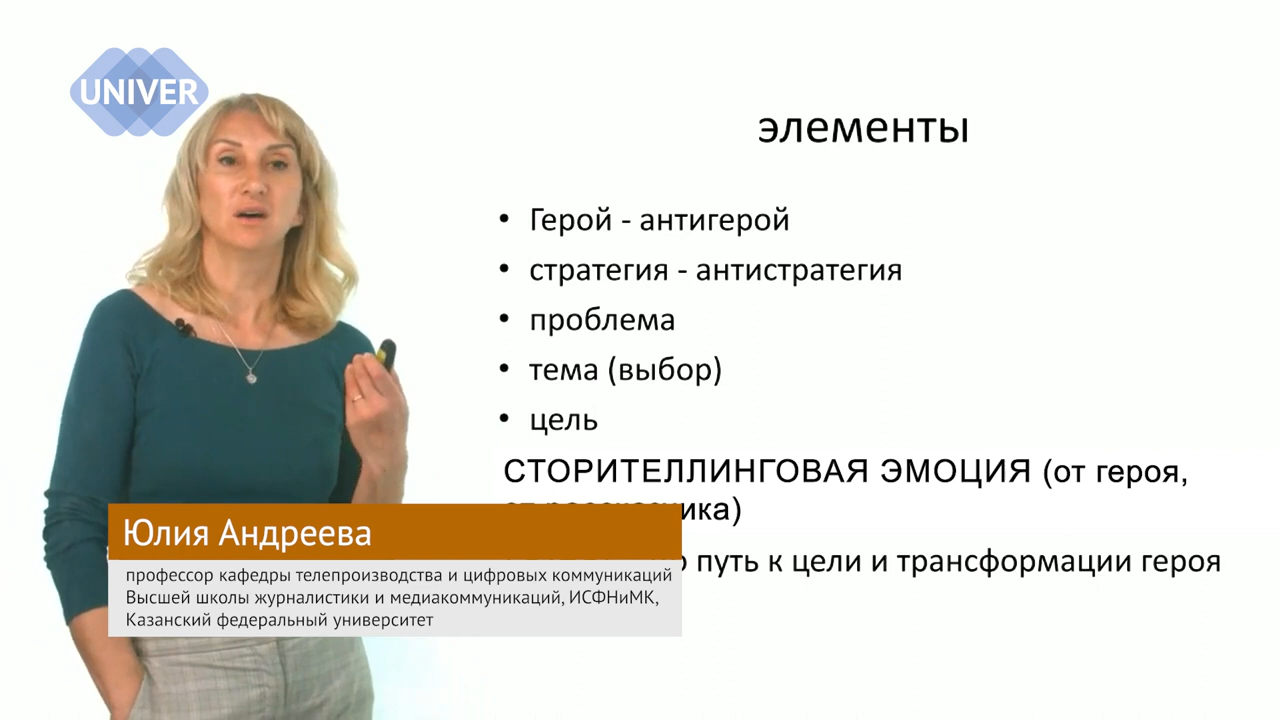 UNIVER
элементы
• Герой - антигерой
• стратегия - антистратегия
• проблема
• тема (выбор)
• цель
СТОРИТЕЛЛИНГОВАЯ ЭМОЦИЯ (от героя,
путь к цели и трансформации героя
Юлия Андреева
профессор кафедры телепроизводства и цифровых коммуникаций
Высшей школы журналистики и медиакоммуникаций, ИСФНиМК,
Казанский федеральный университет